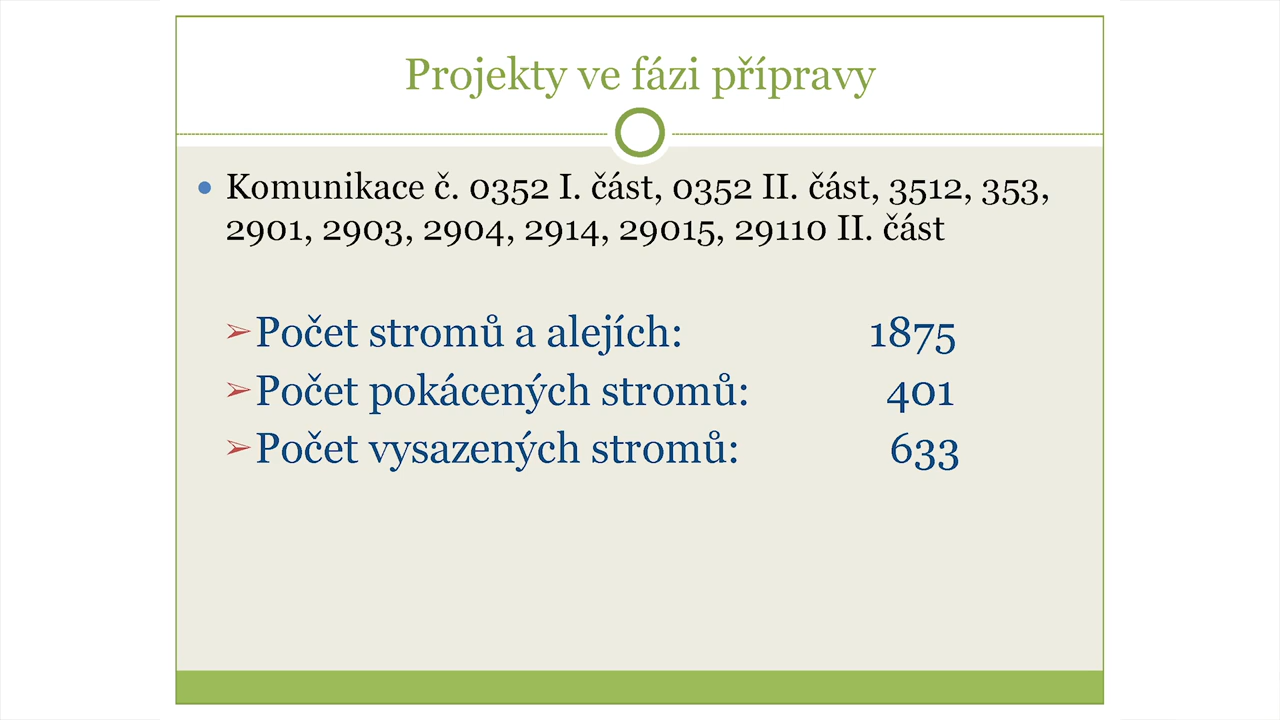 Projekty ve fázi přípravy
Komunikace č. 0352 I. část, 0352 II. část, 3512, 353,
2901, 2903, 2904, 2914, 29015, 29110 II. část
Počet stromů a alejích: 1875
Počet pokácených stromů: 401
Počet vysazených stromů: 633